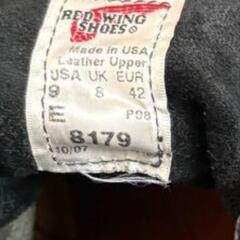 RED WING
SHOES®
Made in USA
Leather Upper
USA UK EUR
9 8 42
E P08
8179
10/07